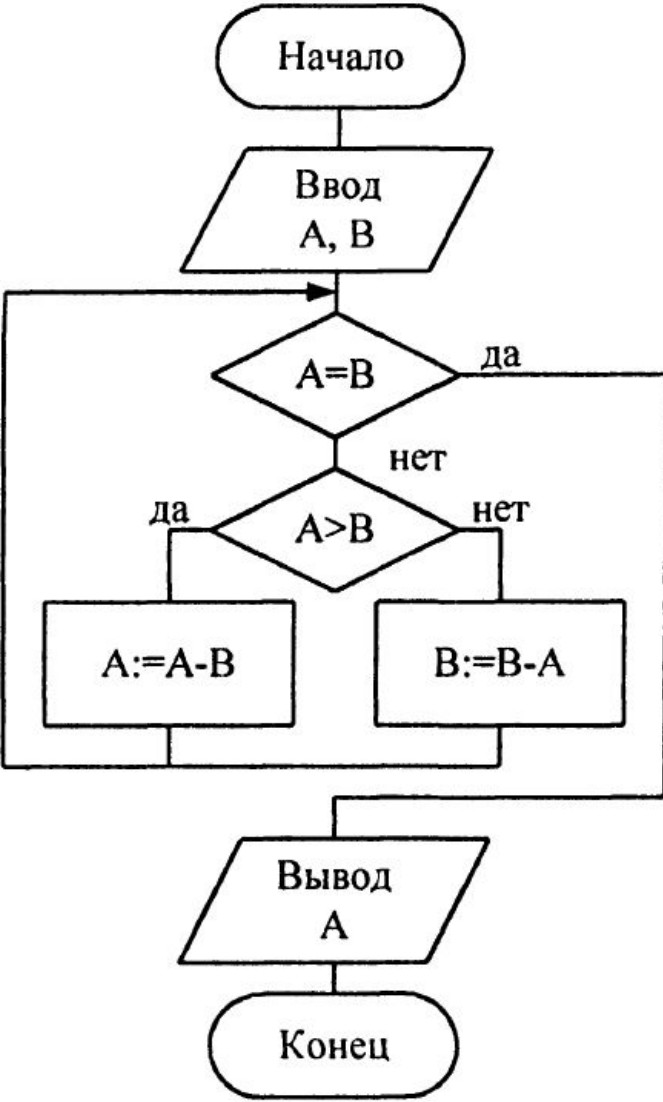 Начало
Ввод
А, В
А=В
да
нет
да
А>В
нет
А:=А-В
В:=В-А
Вывод
А
Конец